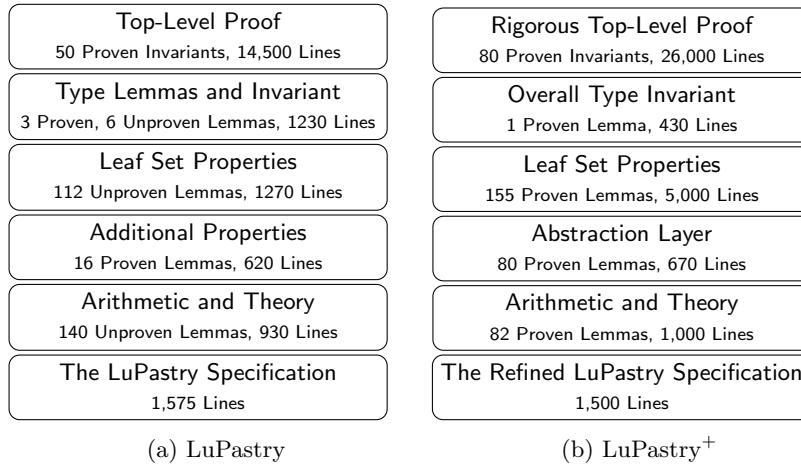 Top-Level Proof
50 Proven Invariants, 14,500 Lines
Type Lemmas and Invariant
3 Proven, 6 Unproven Lemmas, 1230 Lines
Leaf Set Properties
112 Unproven Lemmas, 1270 Lines
Additional Properties
16 Proven Lemmas, 620 Lines
Arithmetic and Theory
140 Unproven Lemmas, 930 Lines
The LuPastry Specification
1,575 Lines
(a) LuPastry
Rigorous Top-Level Proof
80 Proven Invariants, 26,000 Lines
Overall Type Invariant
1 Proven Lemma, 430 Lines
Leaf Set Properties
155 Proven Lemmas, 5,000 Lines
Abstraction Layer
80 Proven Lemmas, 670 Lines
Arithmetic and Theory
82 Proven Lemmas, 1,000 Lines
The Refined LuPastry Specification
1,500 Lines
(b) LuPastry⁺